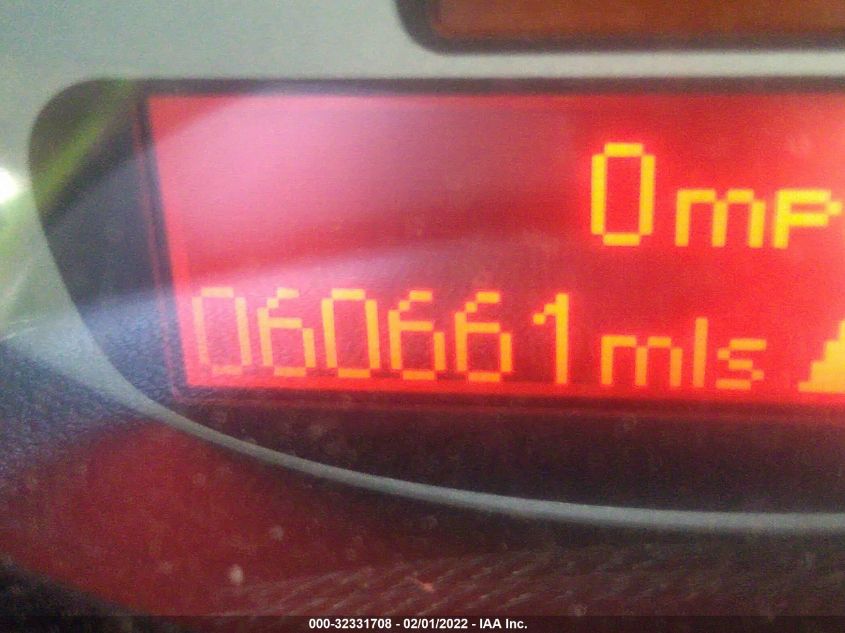 0 mp
060661 mls
000-32331708 - 02/01/2022 - IAA Inc.